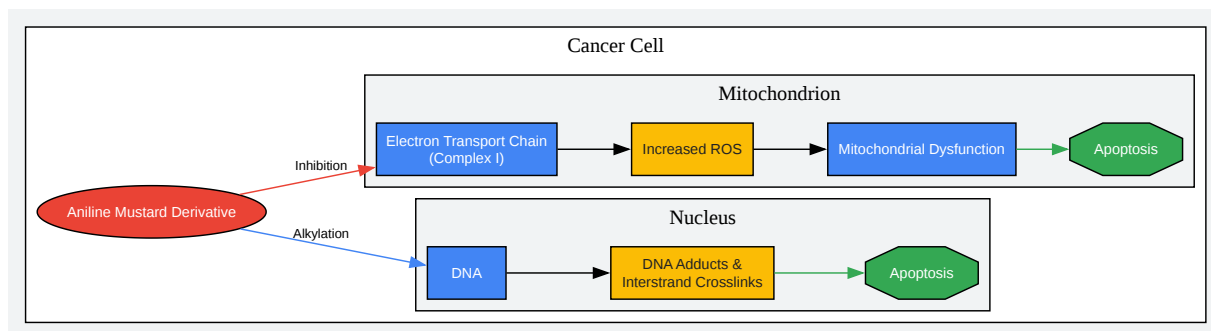 Cancer Cell
Mitochondrion
Electron Transport Chain
(Complex I)
Increased ROS
Mitochondrial Dysfunction
Apoptosis
Inhibition
Aniline Mustard Derivative
Alkylation
Nucleus
DNA
DNA Adducts &
Interstrand Crosslinks
Apoptosis